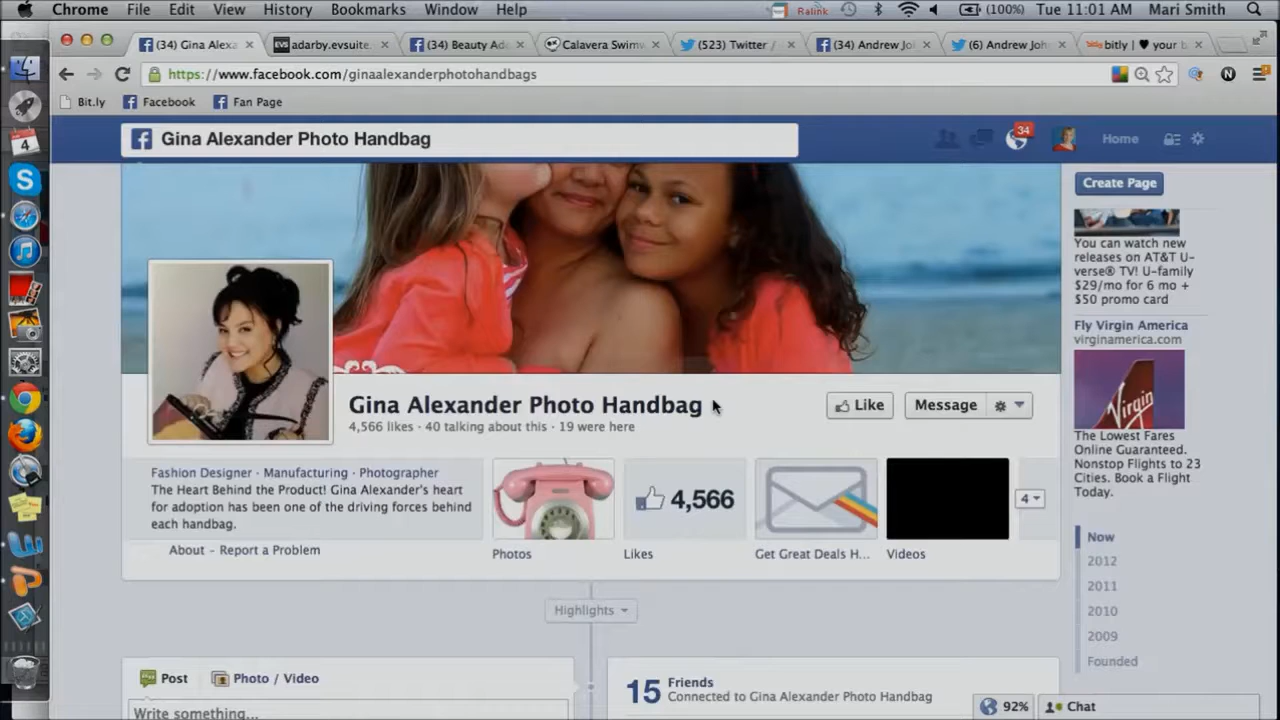 Chrome File Edit View History Bookmarks Window Help Ralink (100%) Tue 11:01 AM Mari Smith
(34) Gina Alexa adarby.evsuite. (34) Beauty Ad Calavera Swimw (523) Twitter / (34) Andrew Jo (6) Andrew Joh bitly | ♥ your b
https://www.facebook.com/ginaalexanderphotohandbags
Bit.ly Facebook Fan Page
Gina Alexander Photo Handbag 34 Home
Create Page
You can watch new
releases on AT&T U-
verse® TV! U-family
$29/mo for 6 mo +
$50 promo card
Fly Virgin America
virginamerica.com
Virgin
The Lowest Fares
Online Guaranteed.
Nonstop Flights to 23
Cities. Book a Flight
Today.
Gina Alexander Photo Handbag
4,566 likes · 40 talking about this · 19 were here
Like Message
Fashion Designer · Manufacturing · Photographer
The Heart Behind the Product! Gina Alexander's heart
for adoption has been one of the driving forces behind
each handbag.
About – Report a Problem
4,566
4
Photos Likes Get Great Deals H... Videos
Now
2012
2011
2010
2009
Founded
Highlights
Post Photo / Video
Write something...
15 Friends
Connected to Gina Alexander Photo Handbag
92% Chat